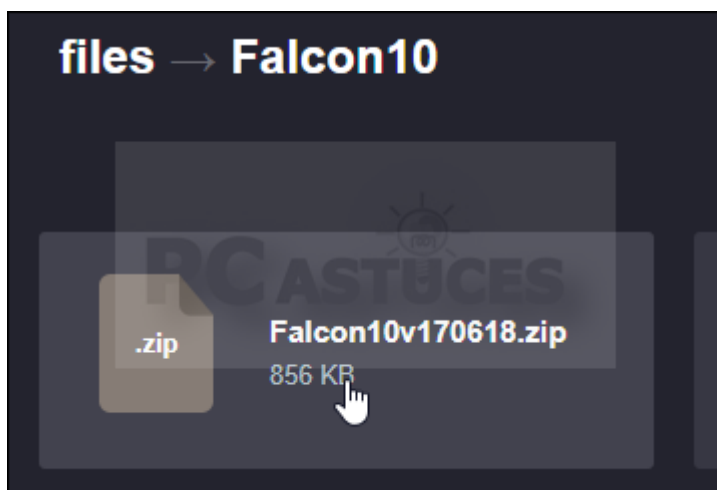 files → Falcon10
PC ASTUCES
.zip
Falcon10v170618.zip
856 KB